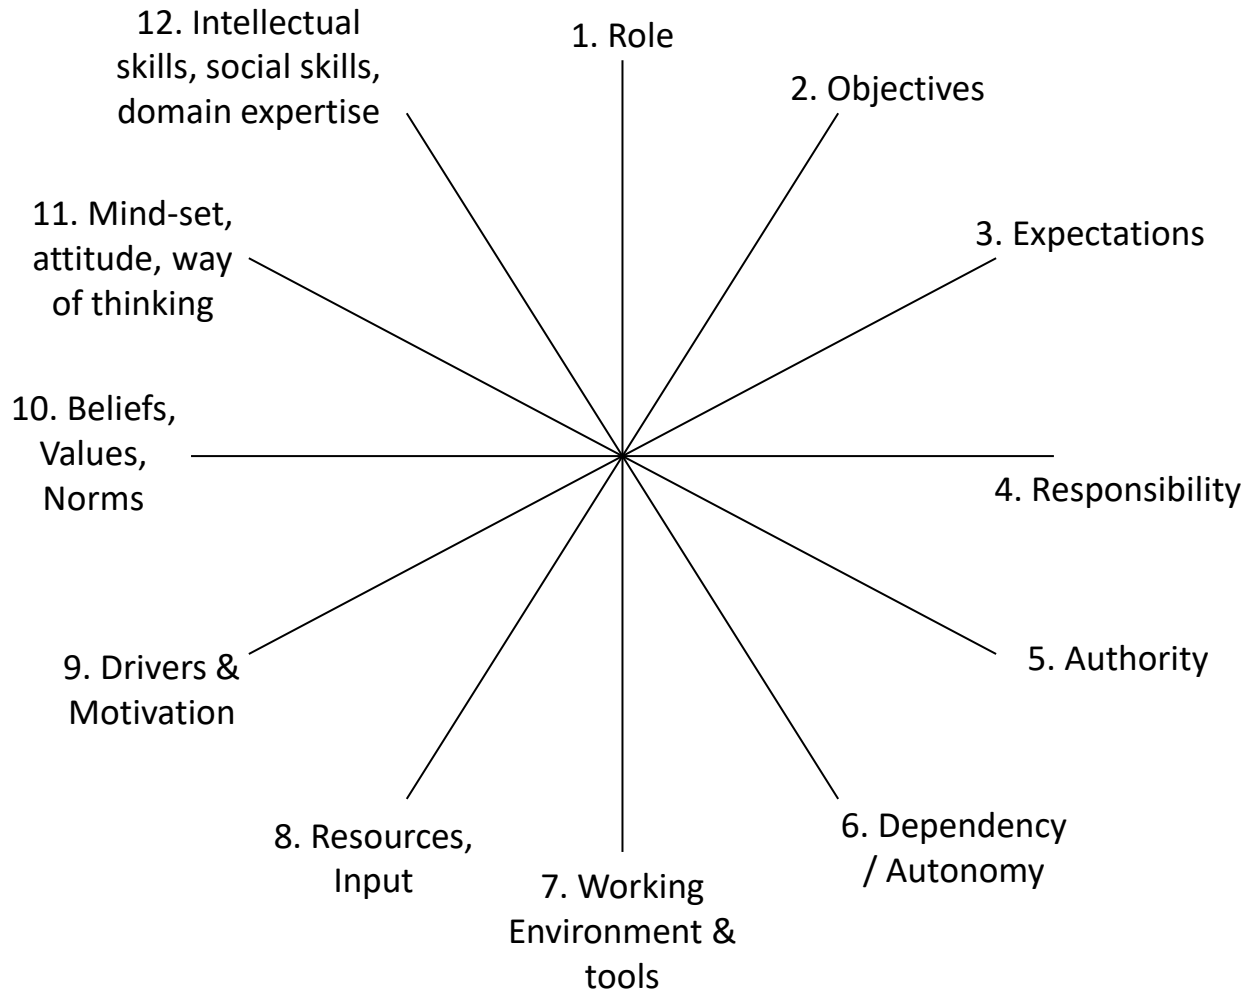 1. Role
2. Objectives
3. Expectations
4. Responsibility
5. Authority
6. Dependency
/ Autonomy
7. Working
Environment &
tools
8. Resources,
Input
9. Drivers &
Motivation
10. Beliefs,
Values,
Norms
11. Mind-set,
attitude, way
of thinking
12. Intellectual
skills, social skills,
domain expertise